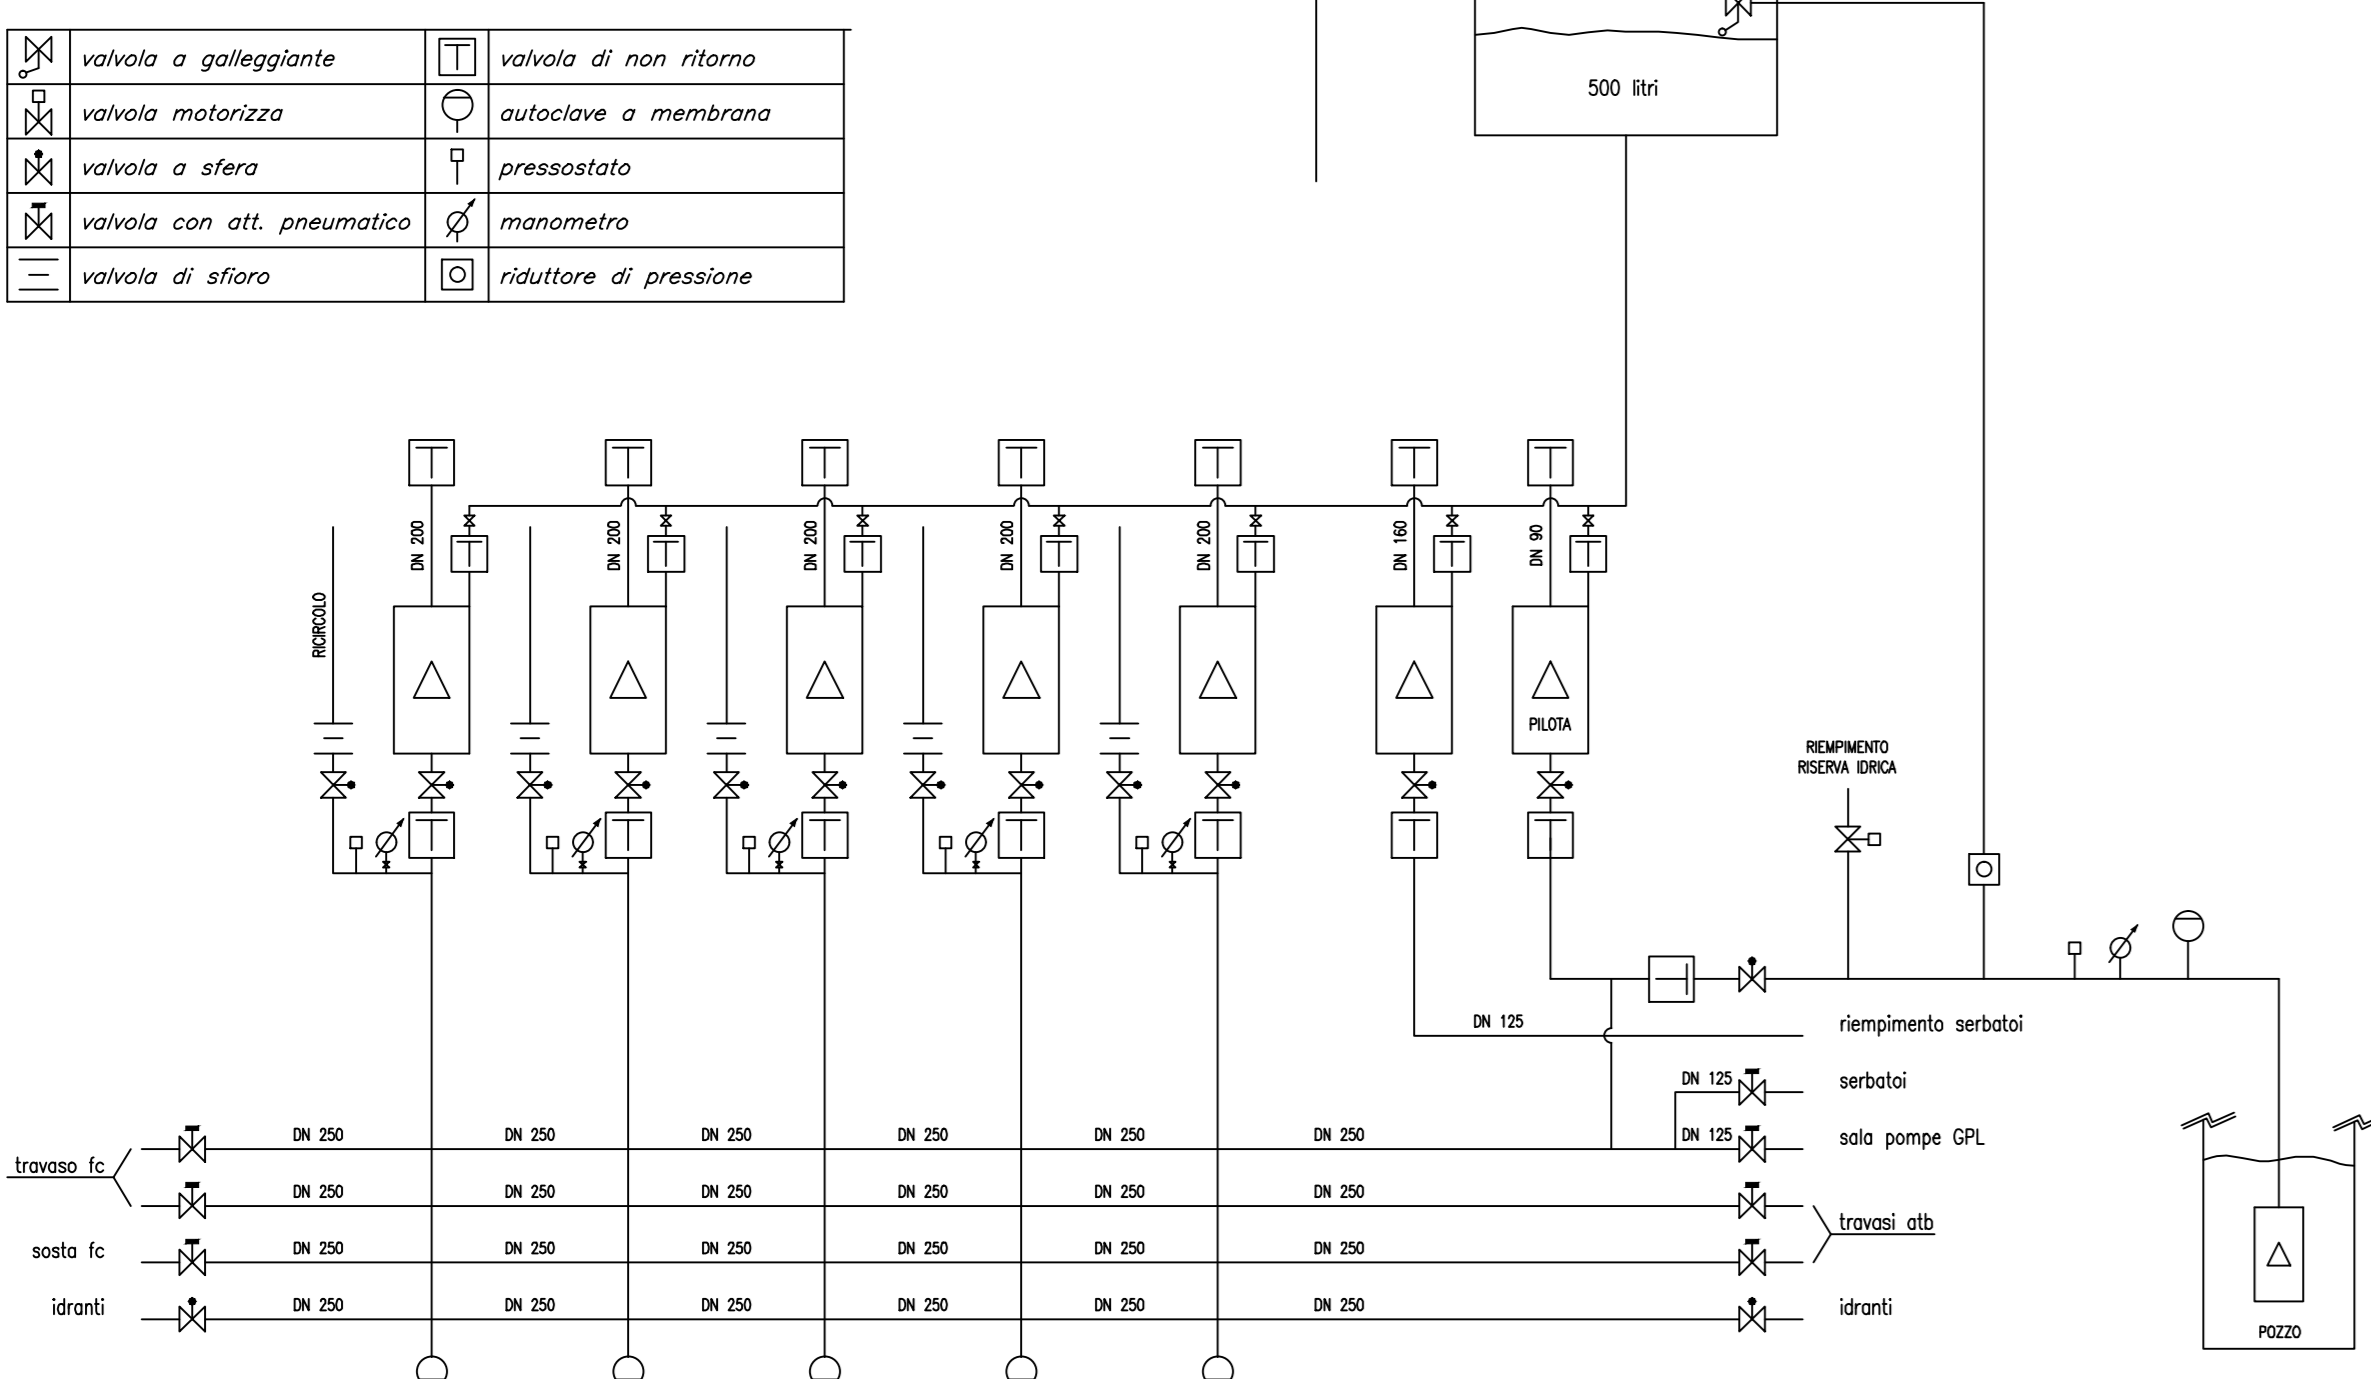 valvola a galleggiante
valvola di non ritorno
valvola motorizza
autoclave a membrana
valvola a sfera
pressostato
valvola con att. pneumatico
manometro
valvola di sfioro
riduttore di pressione
500 litri
DN 200
DN 200
DN 200
DN 200
DN 200
DN 160
DN 90
RICIRCOLO
PILOTA
RIEMPIMENTO
RISERVA IDRICA
DN 125
riempimento serbatoi
DN 125
serbatoi
DN 250
DN 250
DN 250
DN 250
DN 250
DN 250
DN 125
sala pompe GPL
travaso fc
DN 250
DN 250
DN 250
DN 250
DN 250
DN 250
travasi atb
sosta fc
DN 250
DN 250
DN 250
DN 250
DN 250
DN 250
idranti
DN 250
DN 250
DN 250
DN 250
DN 250
DN 250
idranti
POZZO